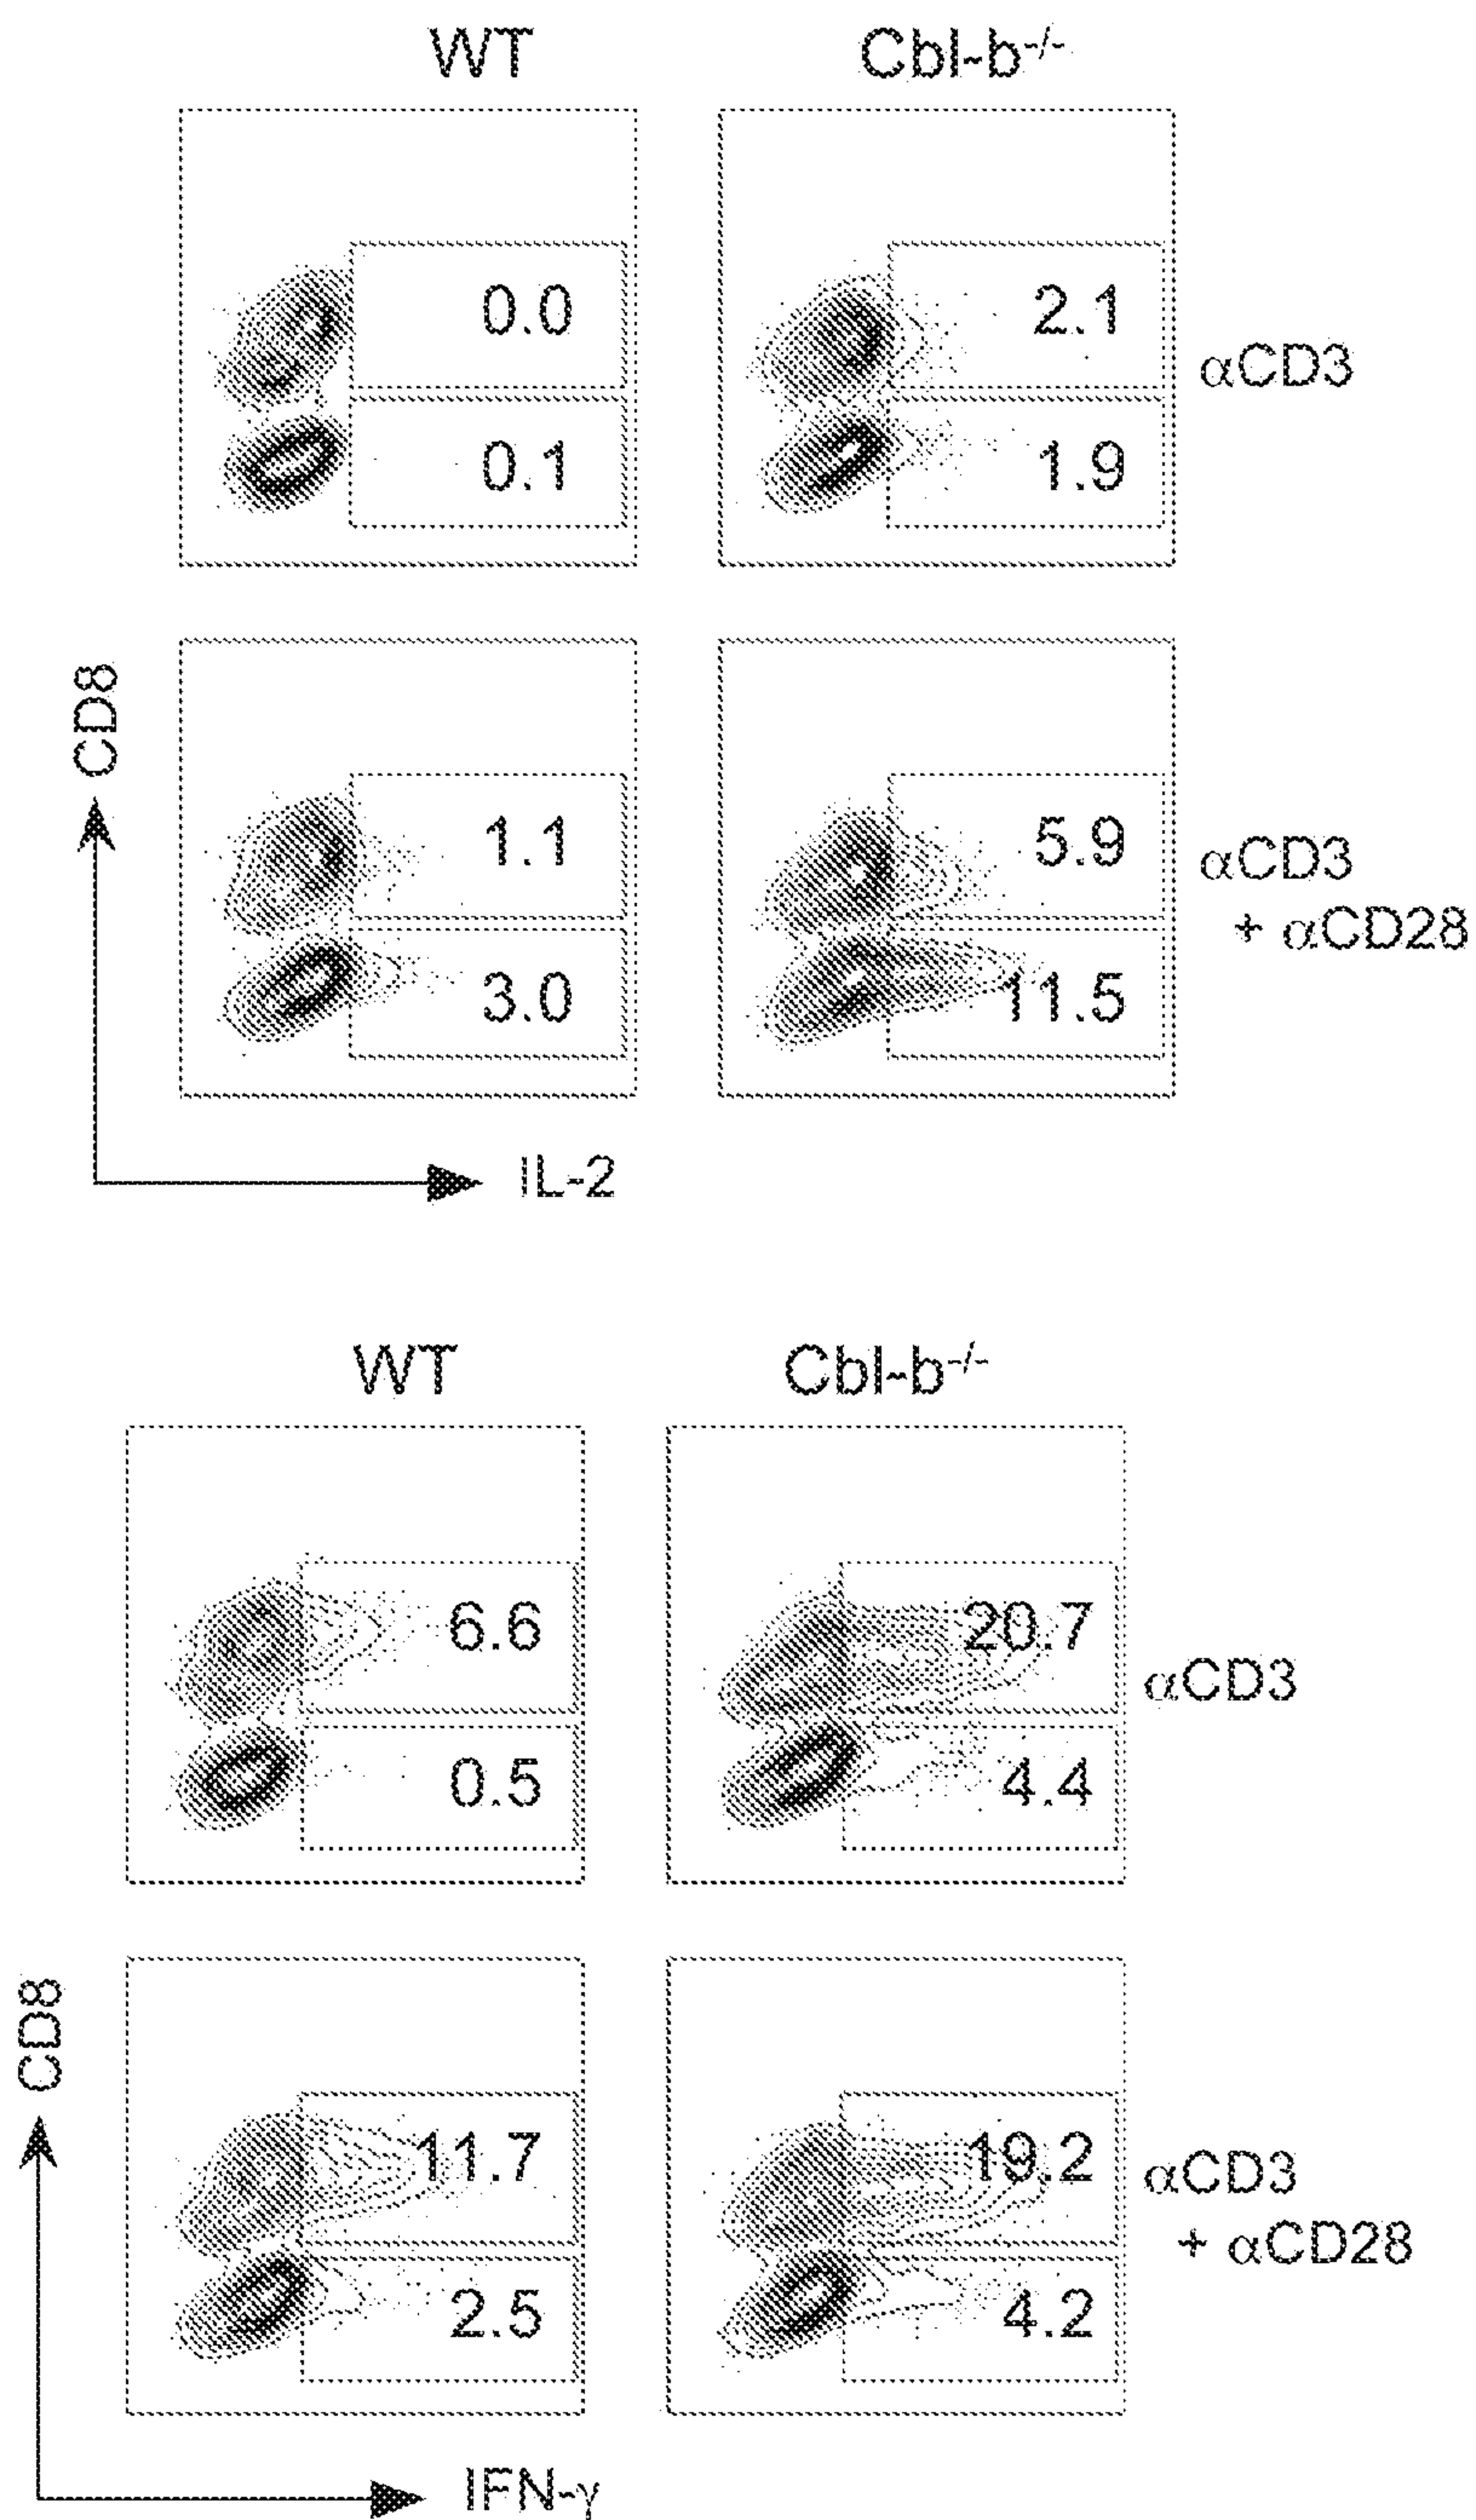 WT Cbl-b-/-
0.0 2.1
αCD3
0.1 1.9
CD8
1.1 5.9
αCD3
+ αCD28
3.0 11.5
IL-2
WT Cbl-b-/-
6.6 20.7
αCD3
0.5 4.4
CD8
11.7 19.2
αCD3
+ αCD28
2.5 4.2
IFN-γ